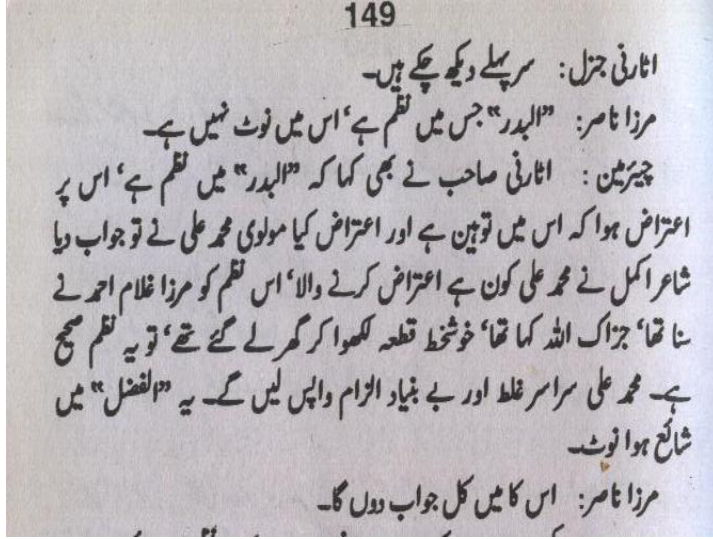 149
اٹارنی جنرل: سر پہلے دیکھ چکے ہیں۔
مرزا ناصر: "البدر" جس میں نظم ہے، اس میں نوٹ نہیں ہے۔
چیئرمین: اٹارنی صاحب نے بھی کہا کہ "البدر" میں نظم ہے، اس پر
اعتراض ہوا کہ اس میں توہین ہے اور اعتراض کیا مولوی محمد علی نے تو جواب دیا
شاعر اکمل نے محمد علی کون ہے اعتراض کرنے والا، اس نظم کو مرزا غلام احمد نے
سنا تھا، جزاک اللہ کہا تھا، خوشخط قطعہ لکھوا کر گھر لے گئے تھے، تو یہ نظم صحیح
ہے۔ محمد علی سراسر غلط اور بے بنیاد الزام واپس لیں گے۔ یہ "الفضل" میں
شائع ہوا نوٹ۔
مرزا ناصر: اس کا میں کل جواب دوں گا۔